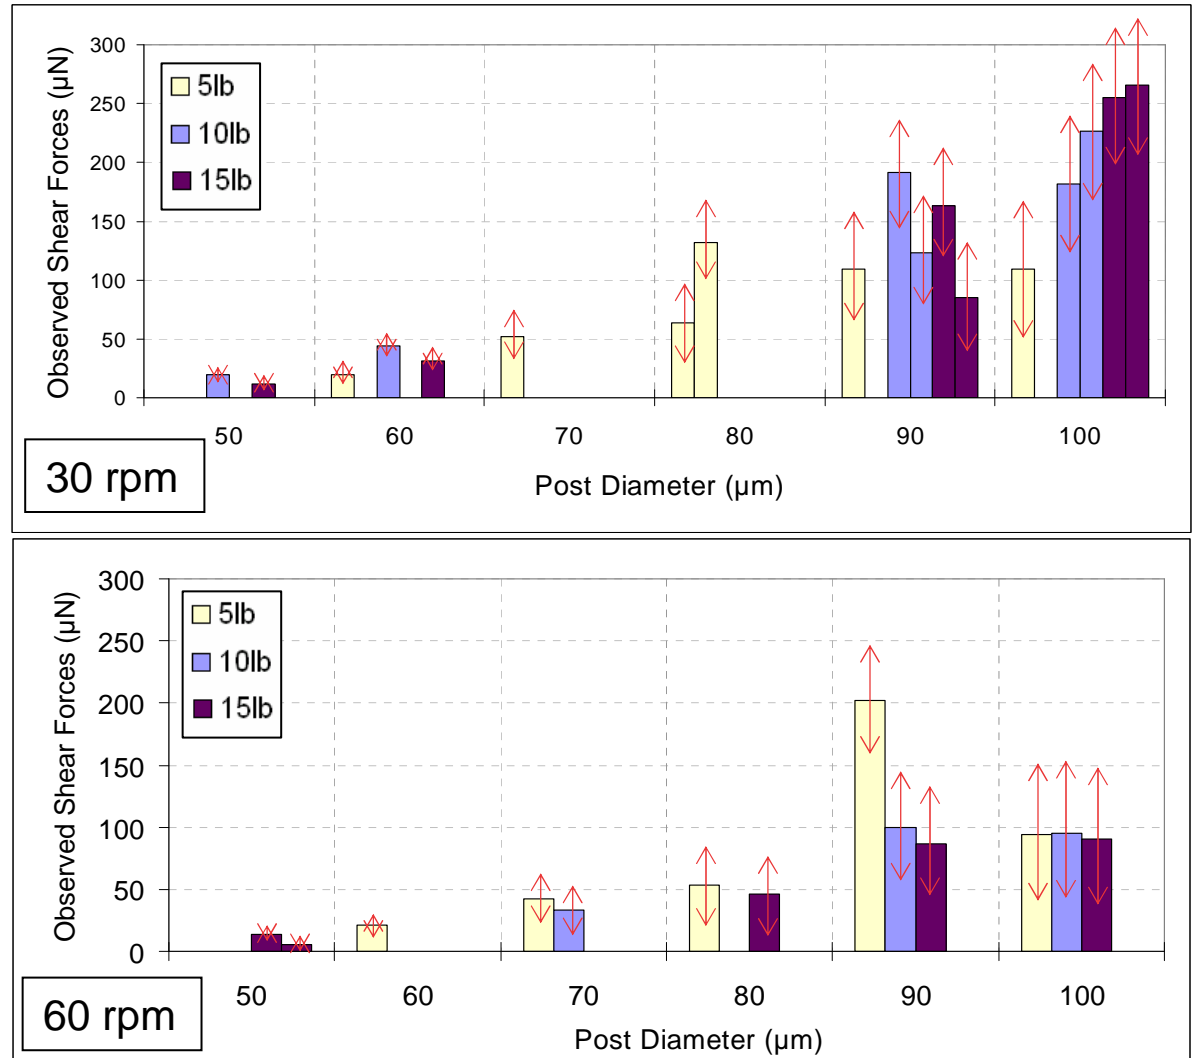 300
250
200
150
100
50
0
Observed Shear Forces (µN)
5lb
10lb
15lb
50 60 70 80 90 100
Post Diameter (µm)
30 rpm
300
250
200
150
100
50
0
Observed Shear Forces (µN)
5lb
10lb
15lb
50 60 70 80 90 100
Post Diameter (µm)
60 rpm